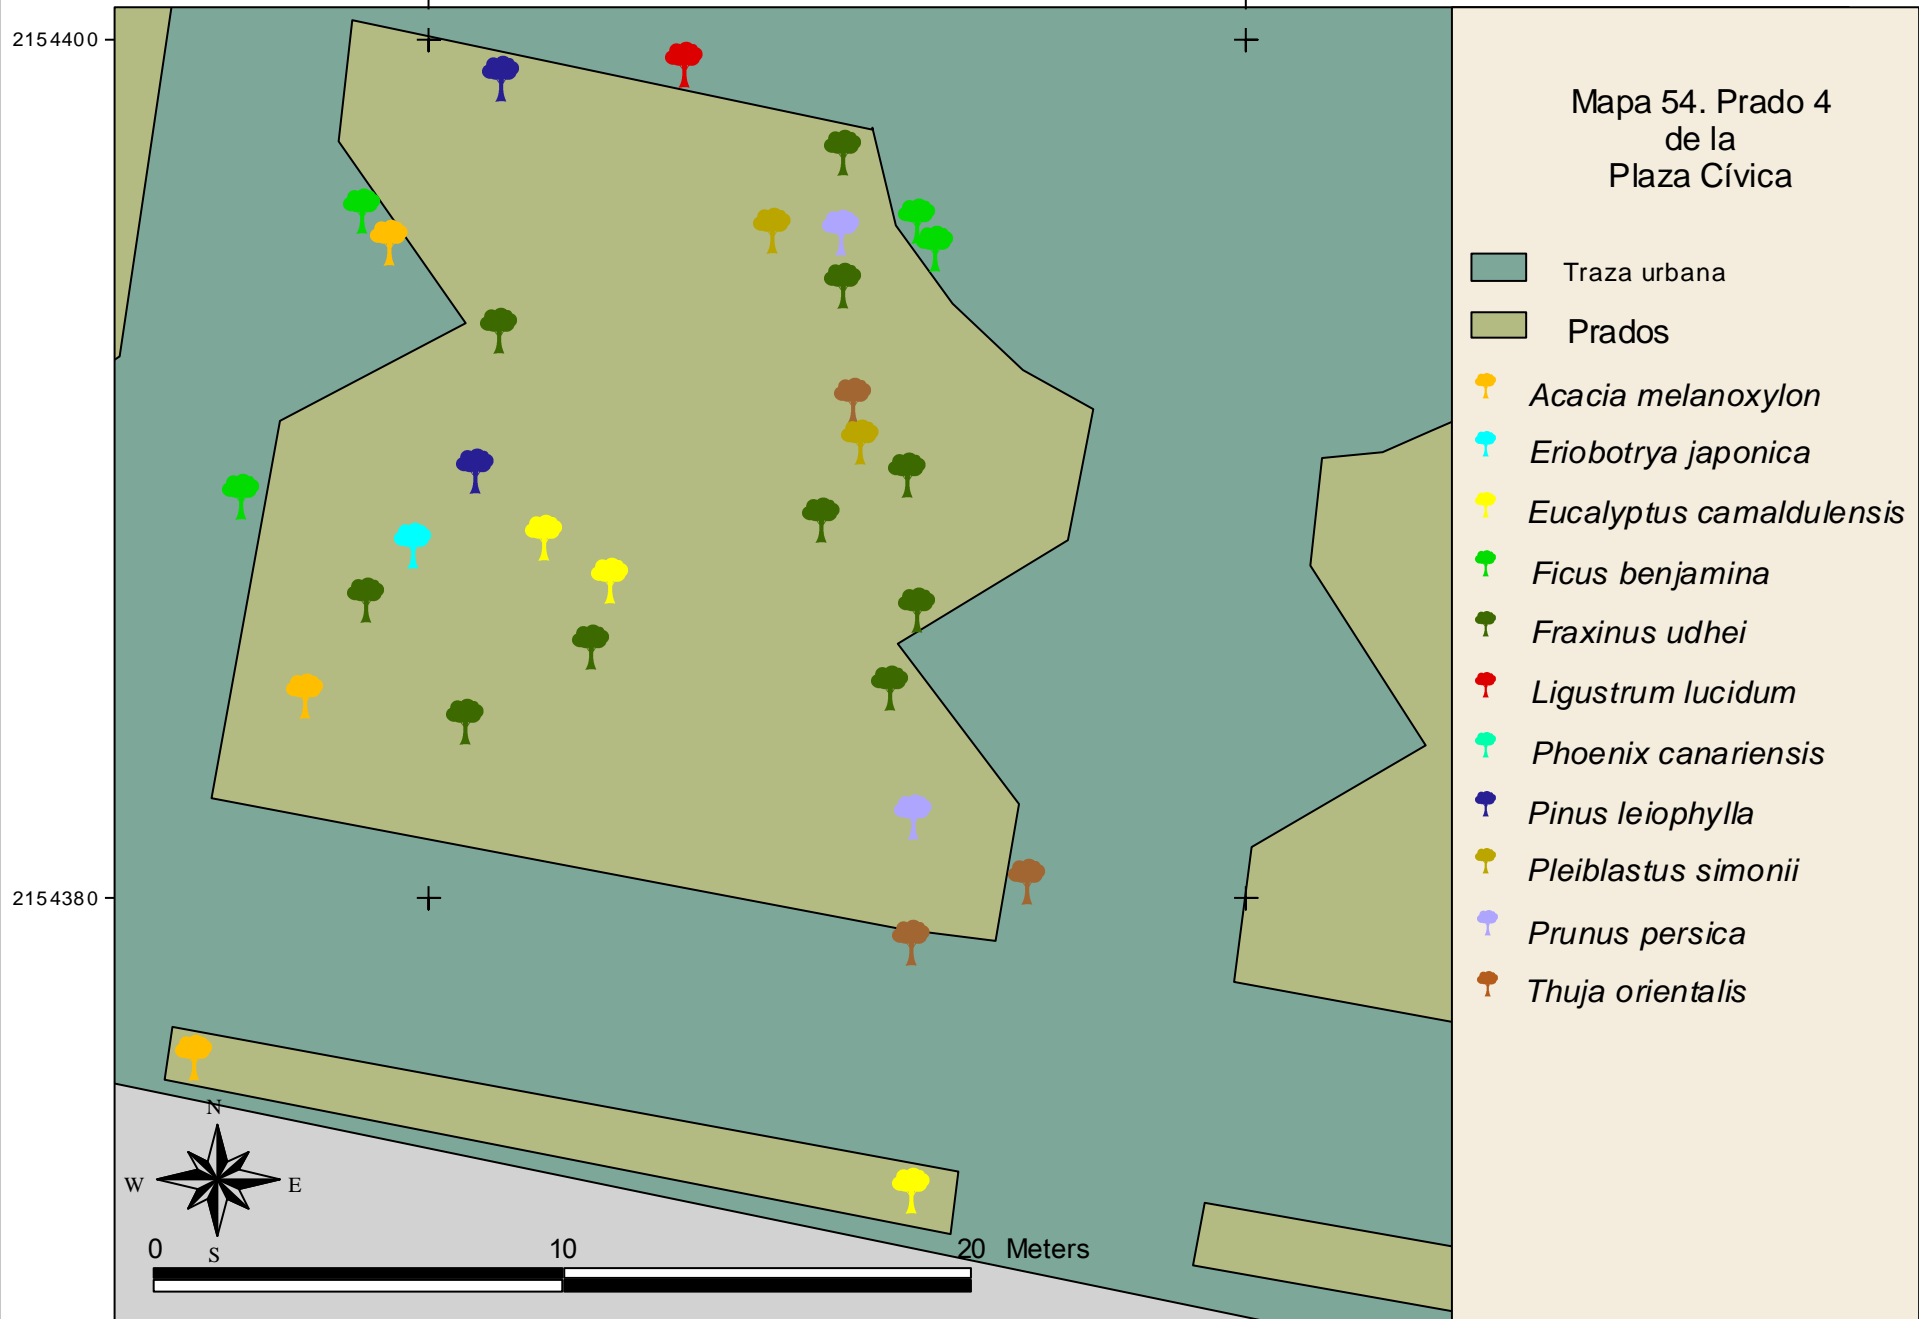 2154400
2154380
Mapa 54. Prado 4
de la
Plaza Cívica
Traza urbana
Prados
Acacia melanoxylon
Eriobotrya japonica
Eucalyptus camaldulensis
Ficus benjamina
Fraxinus udhei
Ligustrum lucidum
Phoenix canariensis
Pinus leiophylla
Pleiblastus simonii
Prunus persica
Thuja orientalis
N
W E
S
0 10 20 Meters